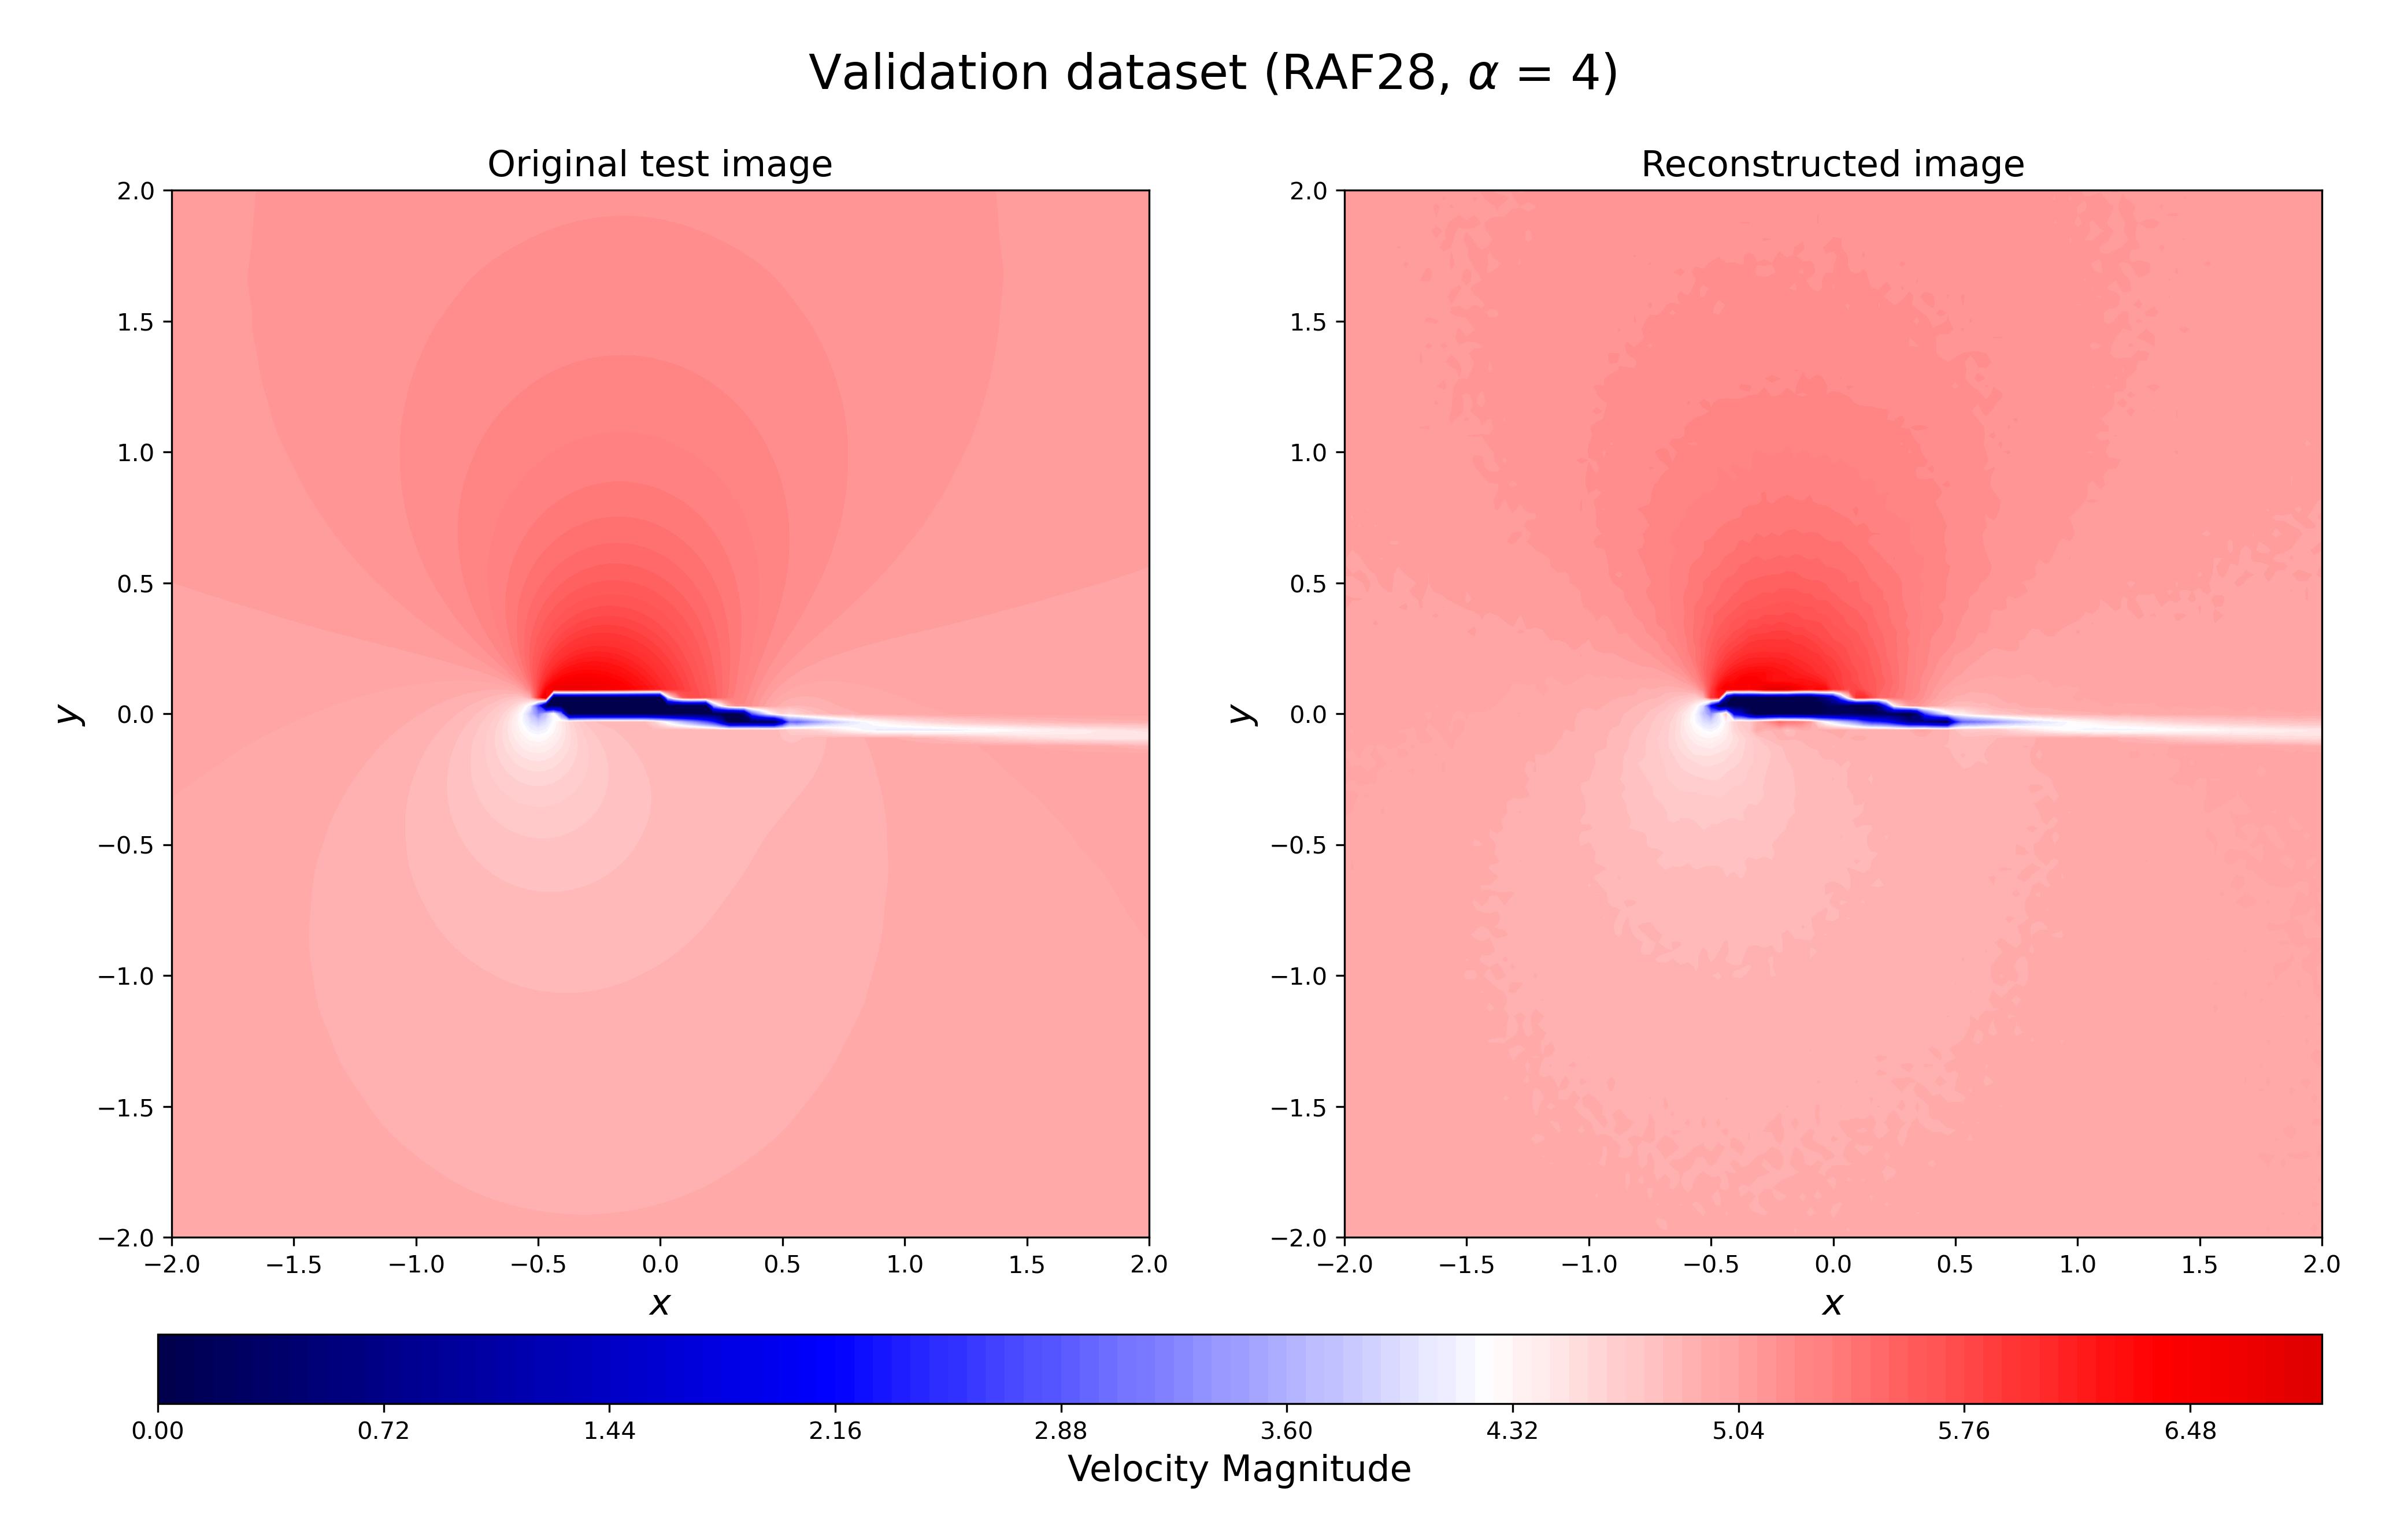 Validation dataset (RAF28, α = 4)
Original test image
Reconstructed image
2.0
1.5
1.0
0.5
0.0
−0.5
−1.0
−1.5
−2.0
y
−2.0 −1.5 −1.0 −0.5 0.0 0.5 1.0 1.5 2.0
x
2.0
1.5
1.0
0.5
0.0
−0.5
−1.0
−1.5
−2.0
y
−2.0 −1.5 −1.0 −0.5 0.0 0.5 1.0 1.5 2.0
x
0.00 0.72 1.44 2.16 2.88 3.60 4.32 5.04 5.76 6.48
Velocity Magnitude